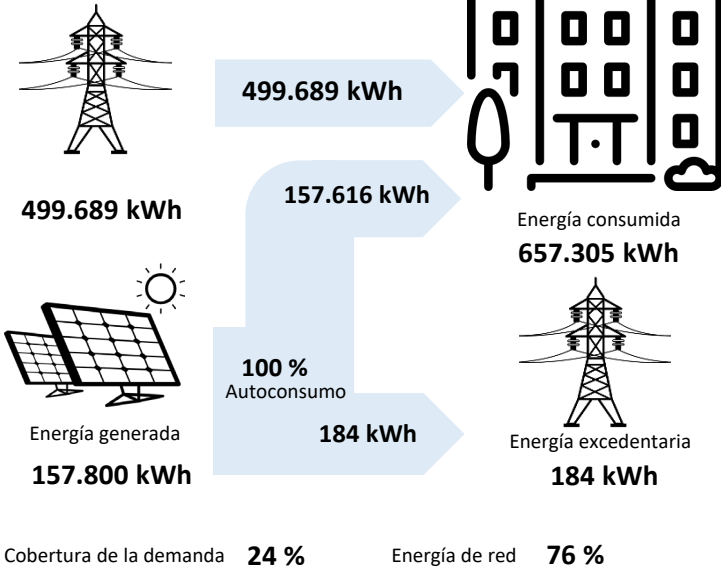 499.689 kWh
499.689 kWh
157.616 kWh
Energía consumida
657.305 kWh
100 %
Autoconsumo
Energía generada
157.800 kWh
184 kWh
Energía excedentaria
184 kWh
Cobertura de la demanda 24 %
Energía de red 76 %